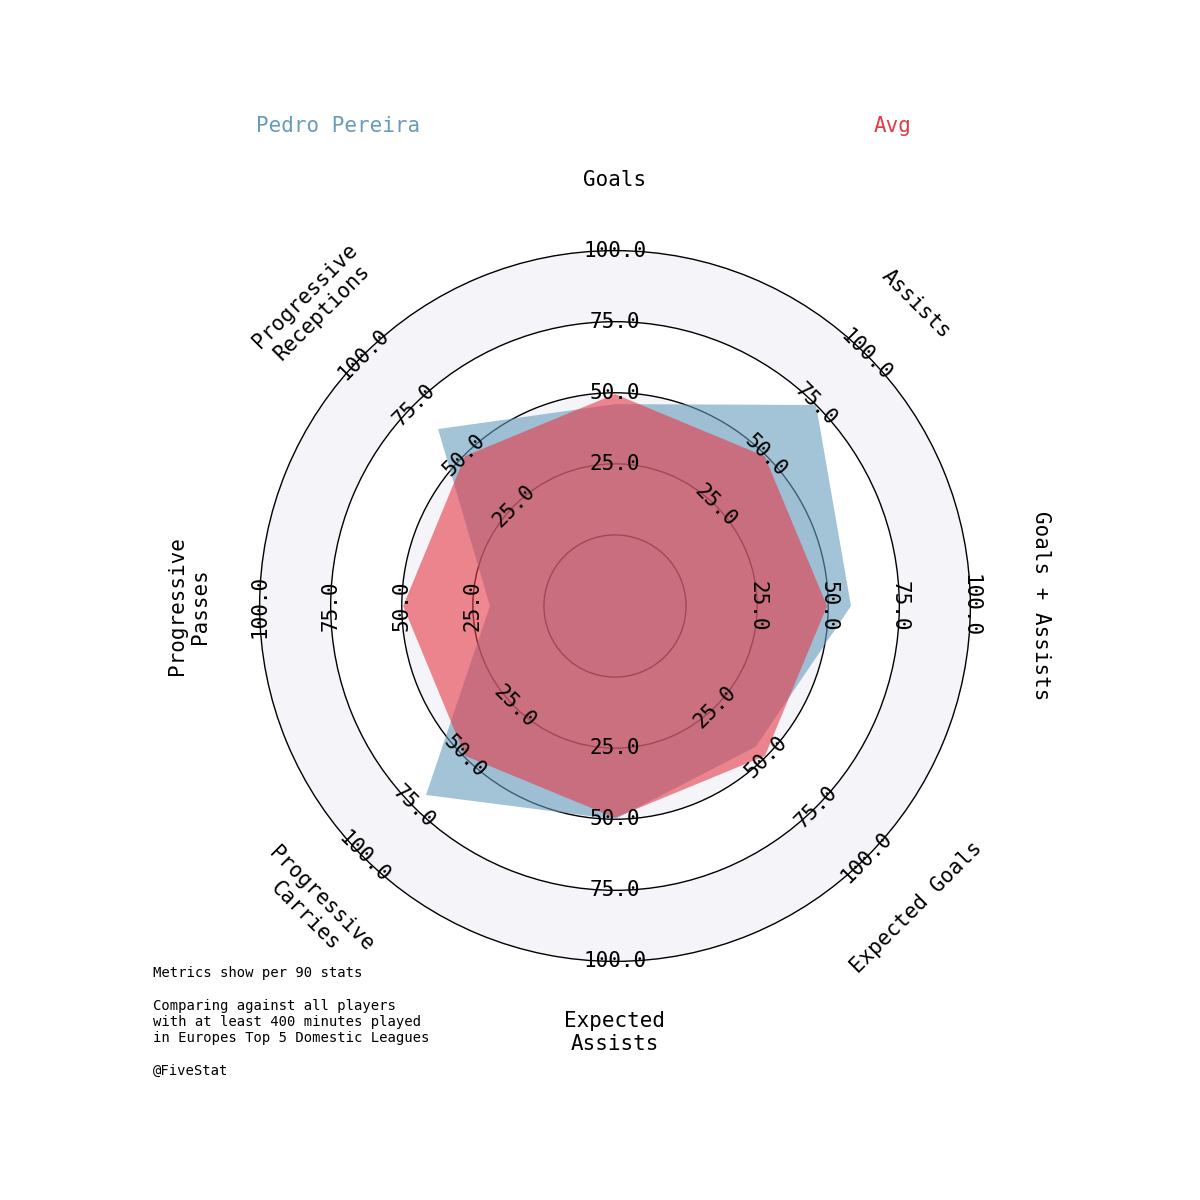 Pedro Pereira
Avg
Goals
Assists
Goals + Assists
Expected Goals
Expected
Assists
Progressive
Carries
Progressive
Passes
Progressive
Receptions
100.0
75.0
50.0
25.0
100.0
75.0
50.0
25.0
25.0
50.0
75.0
100.0
25.0
50.0
75.0
100.0
25.0
50.0
75.0
100.0
25.0
50.0
75.0
100.0
100.0
75.0
50.0
25.0
100.0
75.0
50.0
25.0
Metrics show per 90 stats
Comparing against all players
with at least 400 minutes played
in Europes Top 5 Domestic Leagues
@FiveStat